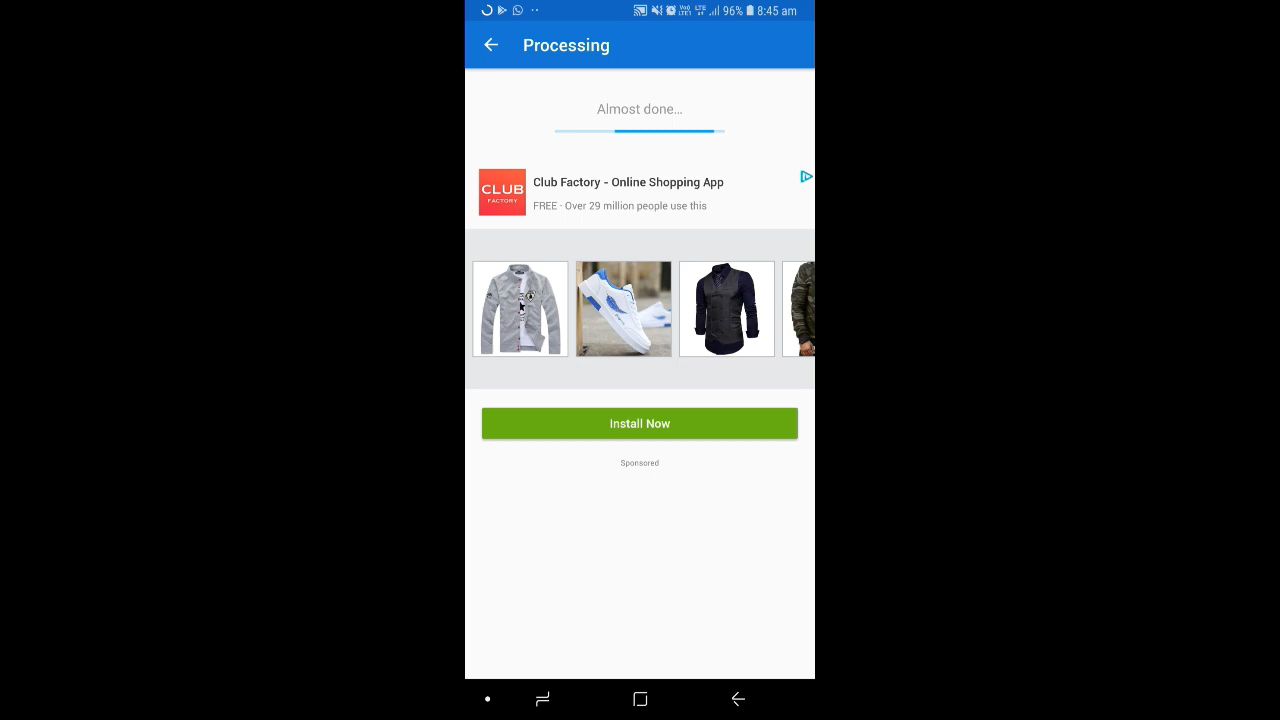 96% 8:45 am
Processing
Almost done...
CLUB
FACTORY
Club Factory - Online Shopping App
FREE · Over 29 million people use this
Install Now
Sponsored